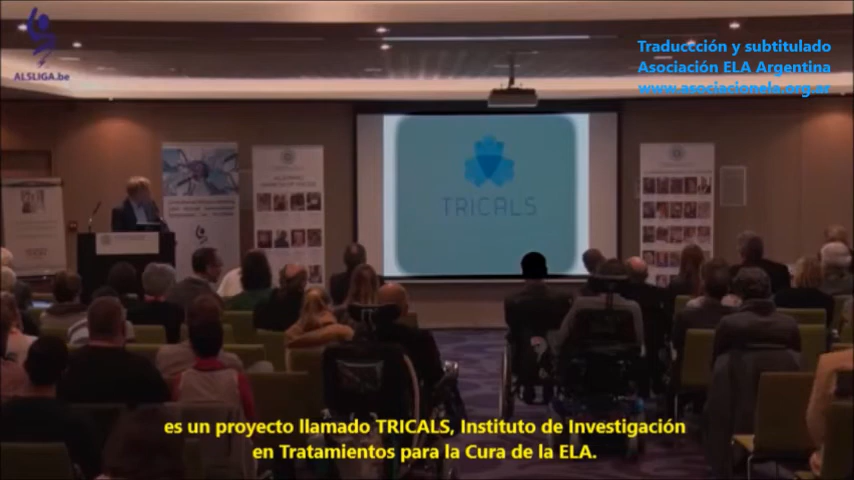 ALSLIGA.be
Traduccción y subtitulado
Asociación ELA Argentina
www.asociacionela.org.ar
TRICALS
es un proyecto llamado TRICALS, Instituto de Investigación
en Tratamientos para la Cura de la ELA.